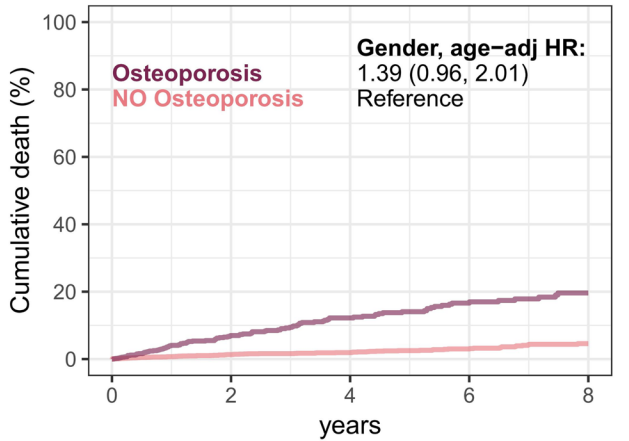 100
80
60
40
20
0
Cumulative death (%)
Osteoporosis
NO Osteoporosis
Gender, age−adj HR:
1.39 (0.96, 2.01)
Reference
0 2 4 6 8
years